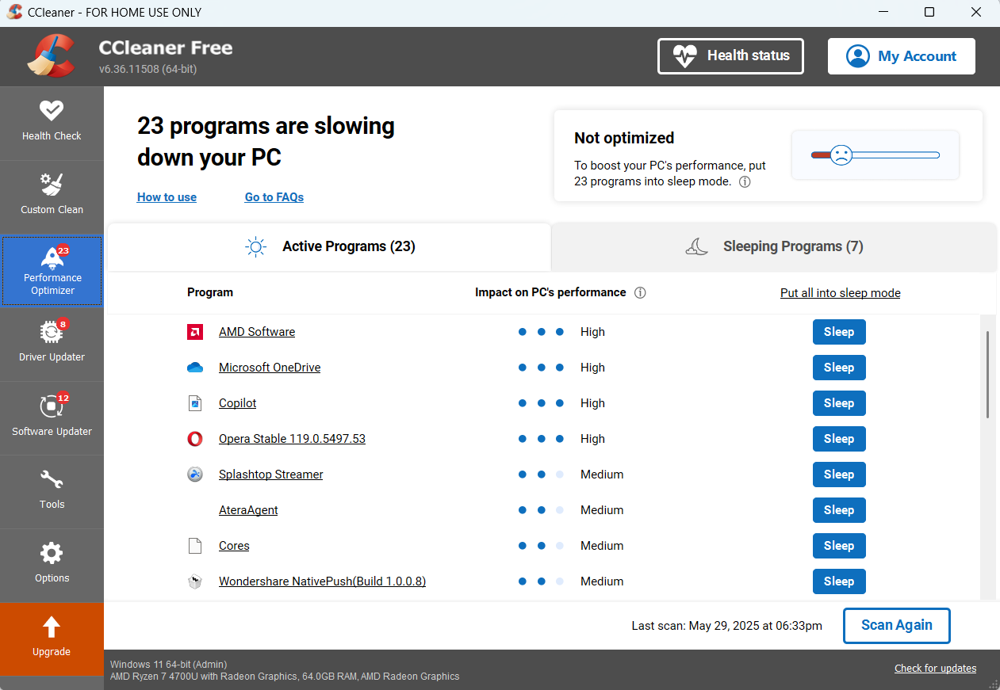 CCleaner - FOR HOME USE ONLY
CCleaner Free
v6.36.11508 (64-bit)
Health status
My Account
Health Check
Custom Clean
23
Performance
Optimizer
8
Driver Updater
12
Software Updater
Tools
Options
Upgrade
23 programs are slowing
down your PC
How to use Go to FAQs
Not optimized
To boost your PC's performance, put
23 programs into sleep mode.
Active Programs (23)
Sleeping Programs (7)
Program Impact on PC's performance Put all into sleep mode
AMD Software High Sleep
Microsoft OneDrive High Sleep
Copilot High Sleep
Opera Stable 119.0.5497.53 High Sleep
Splashtop Streamer Medium Sleep
AteraAgent Medium Sleep
Cores Medium Sleep
Wondershare NativePush(Build 1.0.0.8) Medium Sleep
Last scan: May 29, 2025 at 06:33pm Scan Again
Windows 11 64-bit (Admin)
AMD Ryzen 7 4700U with Radeon Graphics, 64.0GB RAM, AMD Radeon Graphics
Check for updates